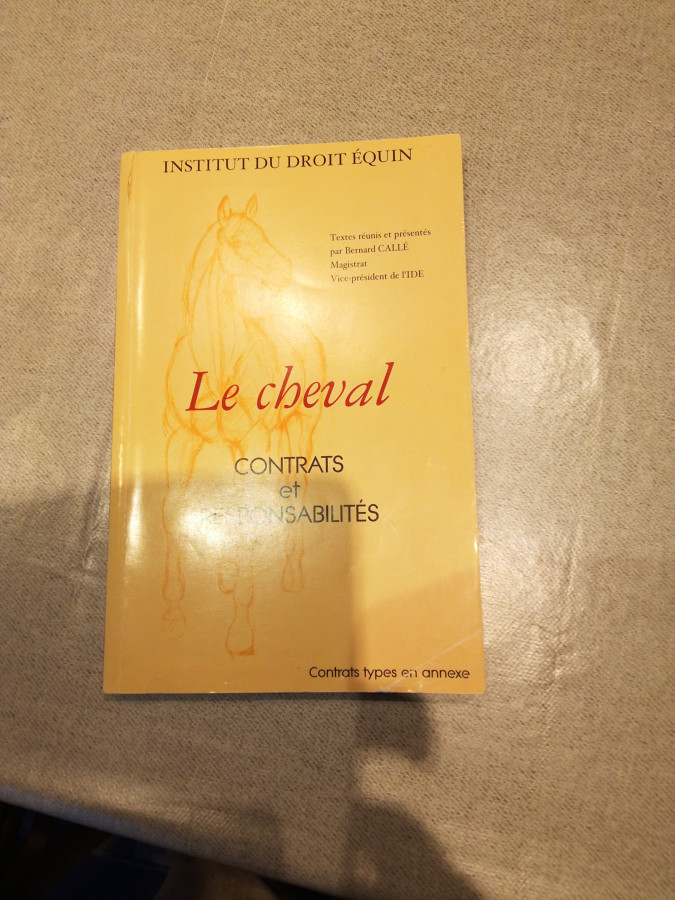 INSTITUT DU DROIT ÉQUIN
Textes réunis et présentés
par Bernard CALLÉ
Magistrat
Vice-président de l'IDE
Le cheval
CONTRATS
et
RESPONSABILITÉS
Contrats types en annexe